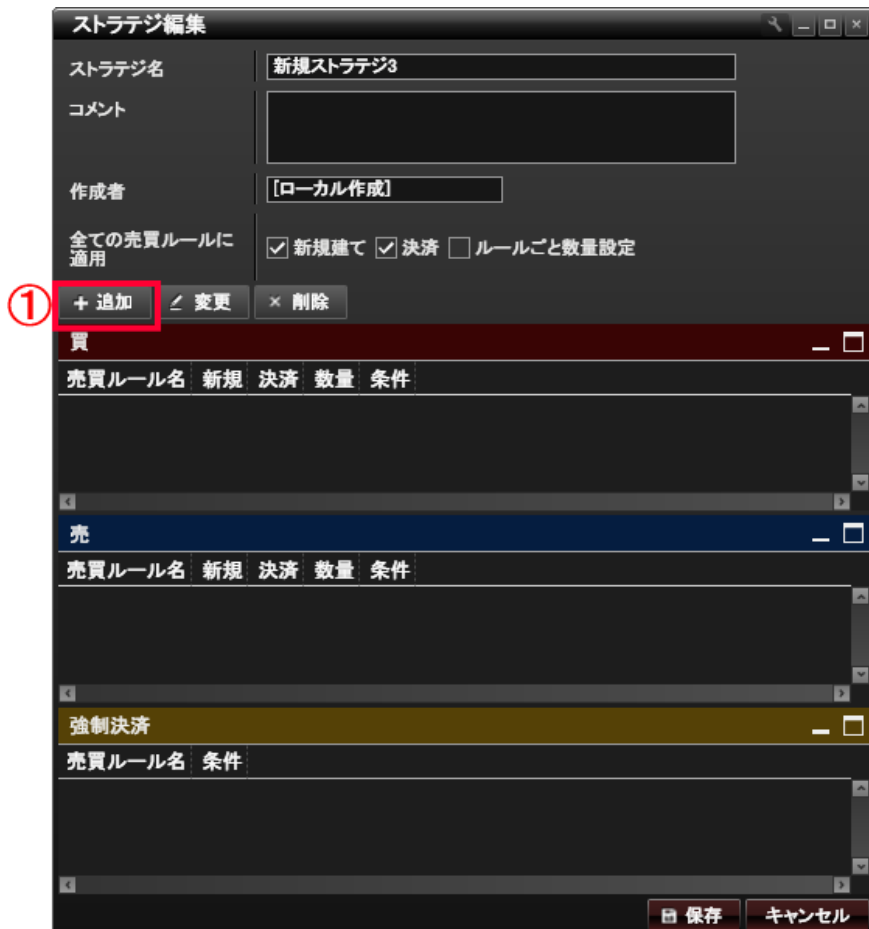 ストラテジ編集
ストラテジ名 新規ストラテジ3
コメント
作成者 [ローカル作成]
全ての売買ルールに
適用
新規建て 決済 ルールごと数量設定
① + 追加 変更 × 削除
買
売買ルール名 新規 決済 数量 条件
売
売買ルール名 新規 決済 数量 条件
強制決済
売買ルール名 条件
保存 キャンセル